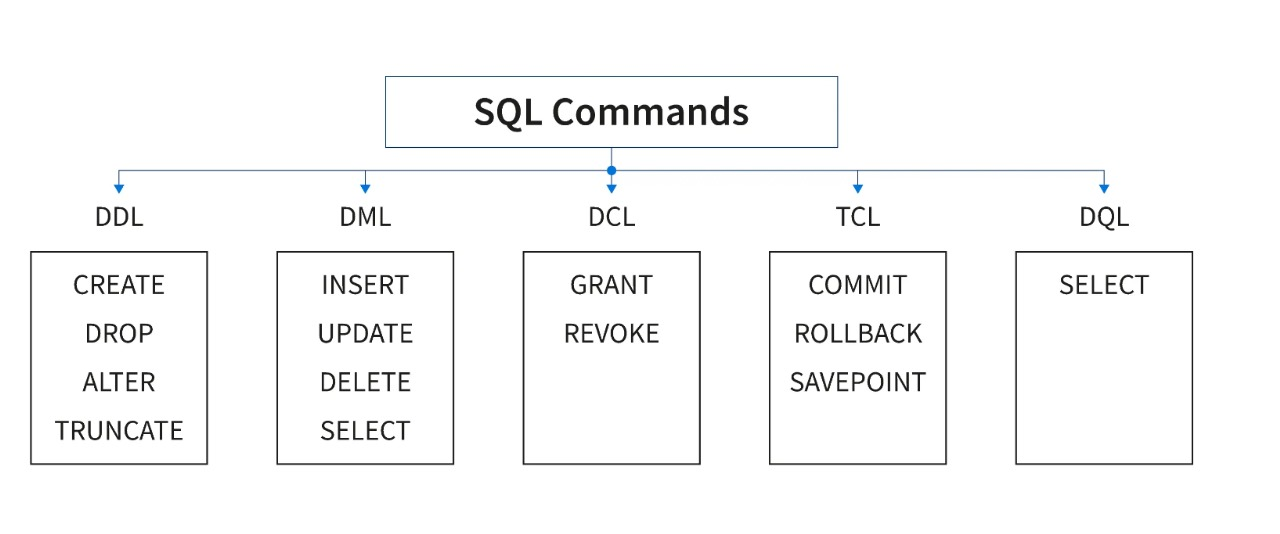 SQL Commands
DDL
DML
DCL
TCL
DQL
CREATE
DROP
ALTER
TRUNCATE
INSERT
UPDATE
DELETE
SELECT
GRANT
REVOKE
COMMIT
ROLLBACK
SAVEPOINT
SELECT